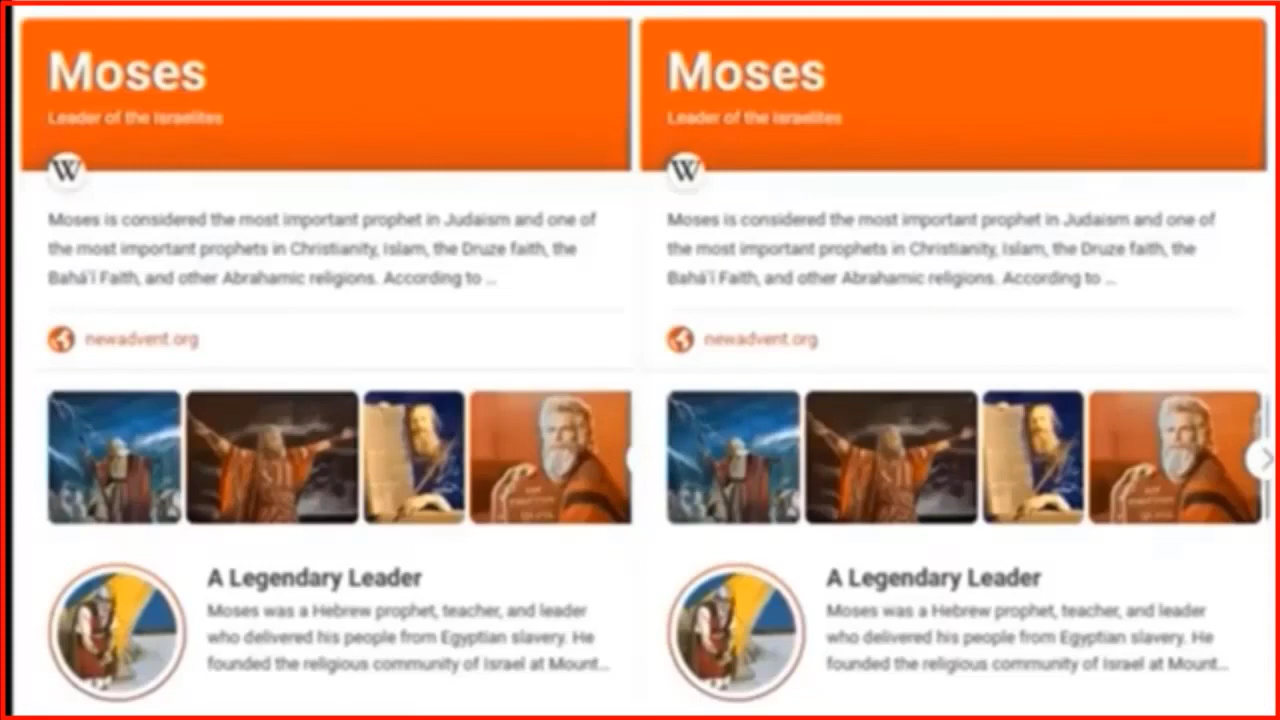 Moses
Leader of the Israelites
W
Moses is considered the most important prophet in Judaism and one of
the most important prophets in Christianity, Islam, the Druze faith, the
Bahá'í Faith, and other Abrahamic religions. According to ...
newadvent.org
A Legendary Leader
Moses was a Hebrew prophet, teacher, and leader
who delivered his people from Egyptian slavery. He
founded the religious community of Israel at Mount...
Moses
Leader of the Israelites
W
Moses is considered the most important prophet in Judaism and one of
the most important prophets in Christianity, Islam, the Druze faith, the
Bahá'í Faith, and other Abrahamic religions. According to ...
newadvent.org
A Legendary Leader
Moses was a Hebrew prophet, teacher, and leader
who delivered his people from Egyptian slavery. He
founded the religious community of Israel at Mount...